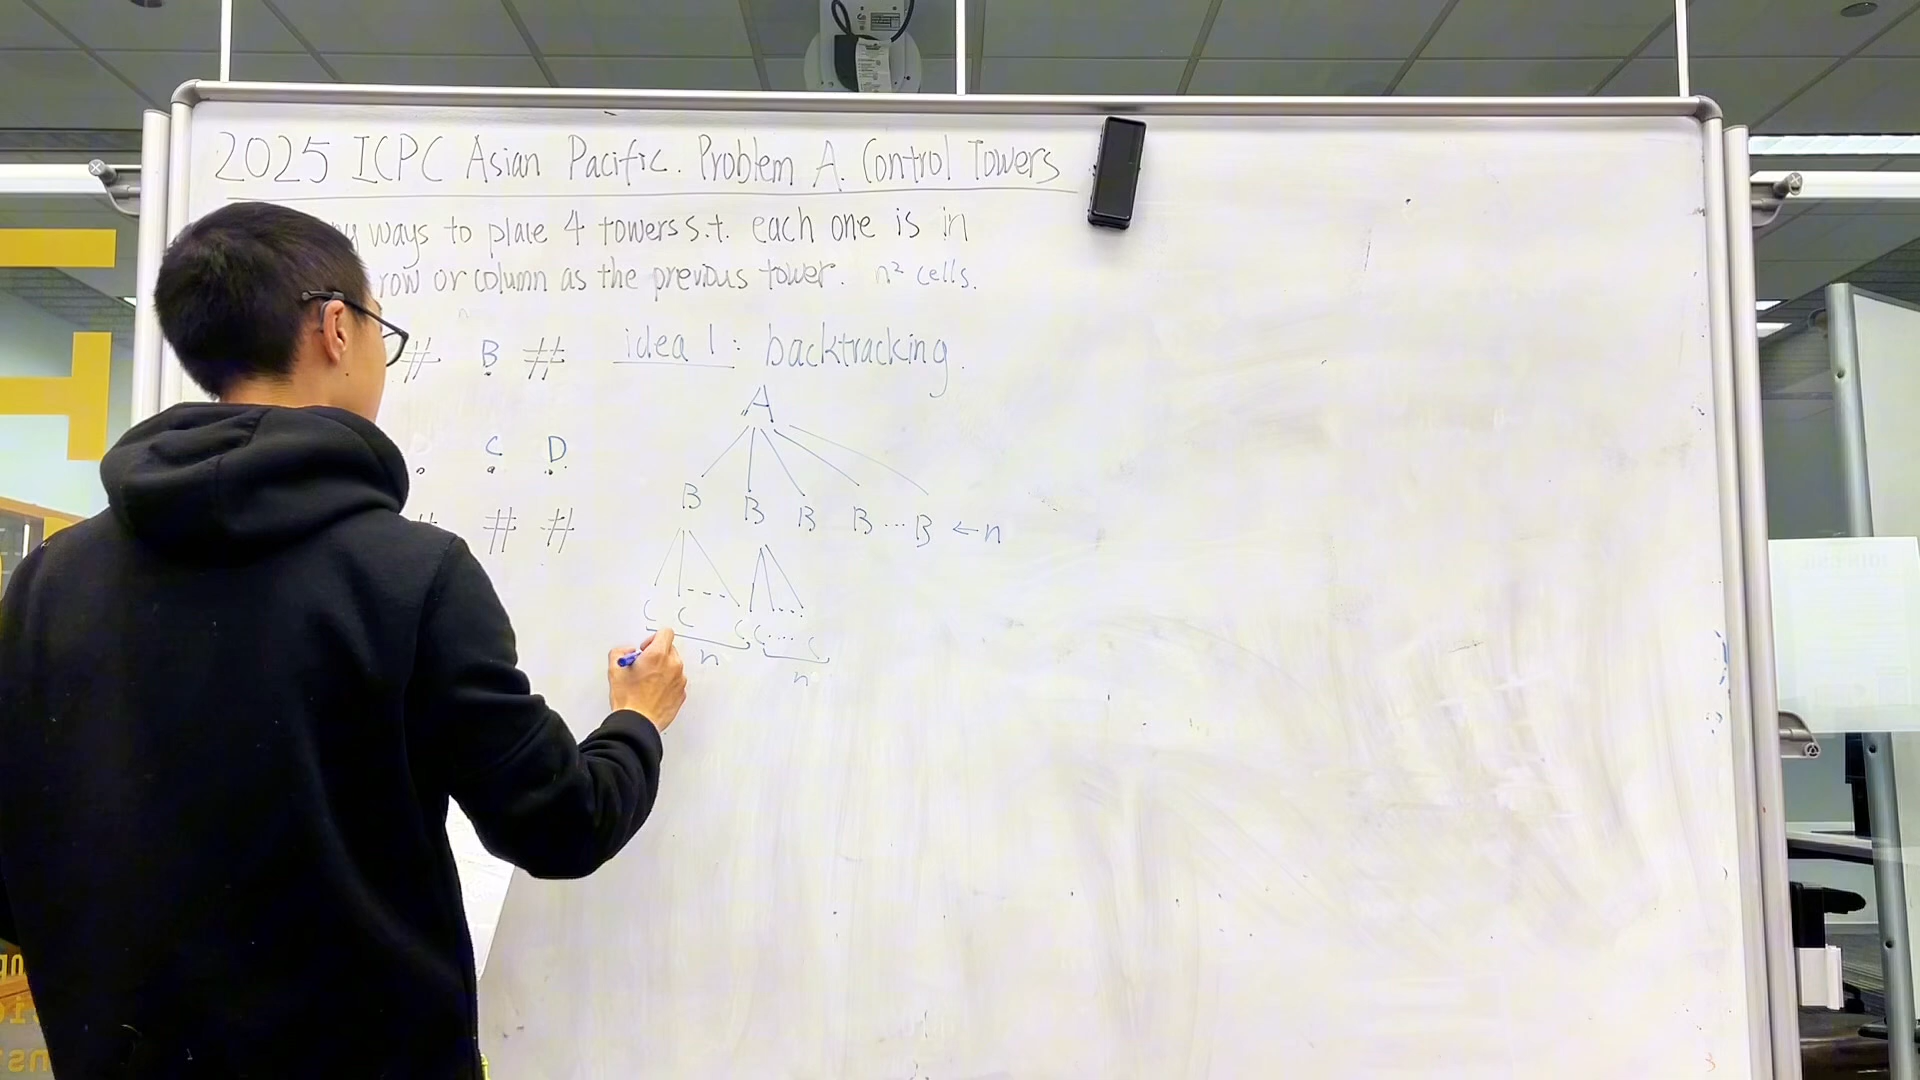 2025 ICPC Asian Pacific. Problem A. Control Towers
ways to place 4 towers s.t. each one is in
row or column as the previous tower. n² cells.
# B ## idea 1: backtracking.
A
C D
B B B B ... B ← n
# # #
C C C C .... C
n n